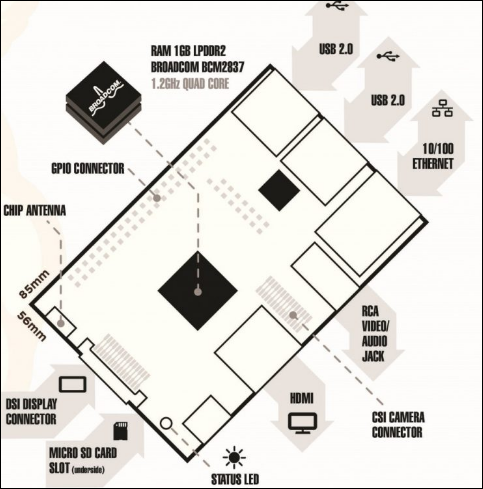 USB 2.0
RAM 1GB LPDDR2
BROADCOM BCM2837
1.2GHz QUAD CORE
BROADCOM
USB 2.0
10/100
ETHERNET
GPIO CONNECTOR
CHIP ANTENNA
85mm
56mm
RCA
VIDEO/
AUDIO
JACK
DSI DISPLAY
CONNECTOR
HDMI
CSI CAMERA
CONNECTOR
MICRO SD CARD
SLOT (underside)
STATUS LED